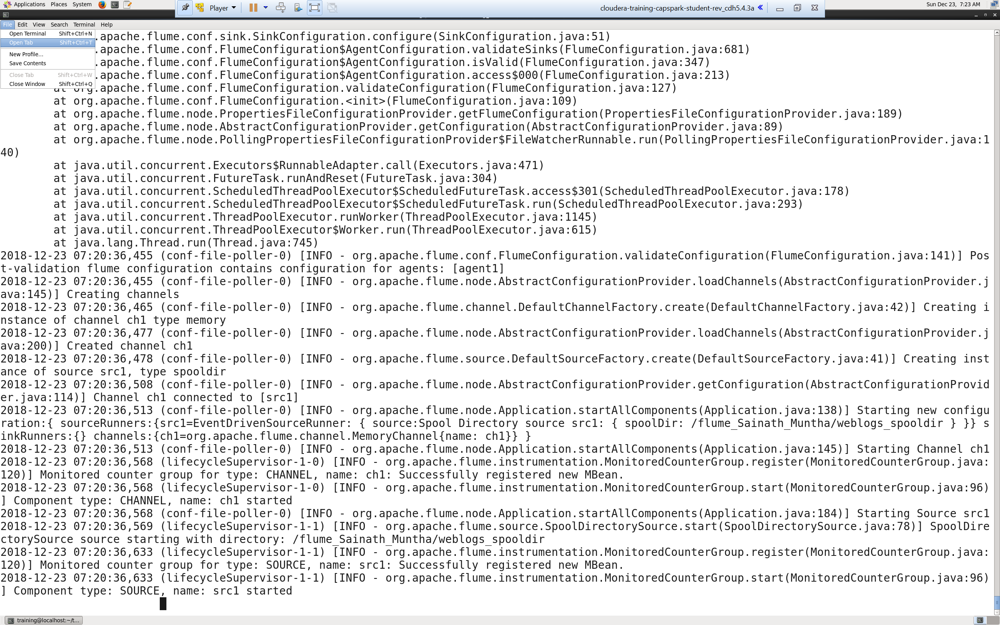 Applications Places System
Player
cloudera-training-capspark-student-rev_cdh5.4.3a
Sun Dec 23, 7:23 AM
File Edit View Search Terminal Help
Open Terminal Shift+Ctrl+N
Open Tab Shift+Ctrl+T
New Profile...
Save Contents
Close Tab Shift+Ctrl+W
Close Window Shift+Ctrl+Q
.apache.flume.conf.sink.SinkConfiguration.configure(SinkConfiguration.java:51)
.apache.flume.conf.FlumeConfiguration$AgentConfiguration.validateSinks(FlumeConfiguration.java:681)
.apache.flume.conf.FlumeConfiguration$AgentConfiguration.isValid(FlumeConfiguration.java:347)
.apache.flume.conf.FlumeConfiguration$AgentConfiguration.access$000(FlumeConfiguration.java:213)
at org.apache.flume.conf.FlumeConfiguration.validateConfiguration(FlumeConfiguration.java:127)
at org.apache.flume.conf.FlumeConfiguration.<init>(FlumeConfiguration.java:109)
at org.apache.flume.node.PropertiesFileConfigurationProvider.getFlumeConfiguration(PropertiesFileConfigurationProvider.java:189)
at org.apache.flume.node.AbstractConfigurationProvider.getConfiguration(AbstractConfigurationProvider.java:89)
at org.apache.flume.node.PollingPropertiesFileConfigurationProvider$FileWatcherRunnable.run(PollingPropertiesFileConfigurationProvider.java:1
40)
at java.util.concurrent.Executors$RunnableAdapter.call(Executors.java:471)
at java.util.concurrent.FutureTask.runAndReset(FutureTask.java:304)
at java.util.concurrent.ScheduledThreadPoolExecutor$ScheduledFutureTask.access$301(ScheduledThreadPoolExecutor.java:178)
at java.util.concurrent.ScheduledThreadPoolExecutor$ScheduledFutureTask.run(ScheduledThreadPoolExecutor.java:293)
at java.util.concurrent.ThreadPoolExecutor.runWorker(ThreadPoolExecutor.java:1145)
at java.util.concurrent.ThreadPoolExecutor$Worker.run(ThreadPoolExecutor.java:615)
at java.lang.Thread.run(Thread.java:745)
2018-12-23 07:20:36,455 (conf-file-poller-0) [INFO - org.apache.flume.conf.FlumeConfiguration.validateConfiguration(FlumeConfiguration.java:141)] Pos
t-validation flume configuration contains configuration for agents: [agent1]
2018-12-23 07:20:36,455 (conf-file-poller-0) [INFO - org.apache.flume.node.AbstractConfigurationProvider.loadChannels(AbstractConfigurationProvider.j
ava:145)] Creating channels
2018-12-23 07:20:36,465 (conf-file-poller-0) [INFO - org.apache.flume.channel.DefaultChannelFactory.create(DefaultChannelFactory.java:42)] Creating i
nstance of channel ch1 type memory
2018-12-23 07:20:36,477 (conf-file-poller-0) [INFO - org.apache.flume.node.AbstractConfigurationProvider.loadChannels(AbstractConfigurationProvider.j
ava:200)] Created channel ch1
2018-12-23 07:20:36,478 (conf-file-poller-0) [INFO - org.apache.flume.source.DefaultSourceFactory.create(DefaultSourceFactory.java:41)] Creating inst
ance of source src1, type spooldir
2018-12-23 07:20:36,508 (conf-file-poller-0) [INFO - org.apache.flume.node.AbstractConfigurationProvider.getConfiguration(AbstractConfigurationProvid
er.java:114)] Channel ch1 connected to [src1]
2018-12-23 07:20:36,513 (conf-file-poller-0) [INFO - org.apache.flume.node.Application.startAllComponents(Application.java:138)] Starting new configu
ration:{ sourceRunners:{src1=EventDrivenSourceRunner: { source:Spool Directory source src1: { spoolDir: /flume_Sainath_Muntha/weblogs_spooldir } }} s
inkRunners:{} channels:{ch1=org.apache.flume.channel.MemoryChannel{name: ch1}} }
2018-12-23 07:20:36,513 (conf-file-poller-0) [INFO - org.apache.flume.node.Application.startAllComponents(Application.java:145)] Starting Channel ch1
2018-12-23 07:20:36,568 (lifecycleSupervisor-1-0) [INFO - org.apache.flume.instrumentation.MonitoredCounterGroup.register(MonitoredCounterGroup.java:
120)] Monitored counter group for type: CHANNEL, name: ch1: Successfully registered new MBean.
2018-12-23 07:20:36,568 (lifecycleSupervisor-1-0) [INFO - org.apache.flume.instrumentation.MonitoredCounterGroup.start(MonitoredCounterGroup.java:96)
] Component type: CHANNEL, name: ch1 started
2018-12-23 07:20:36,568 (conf-file-poller-0) [INFO - org.apache.flume.node.Application.startAllComponents(Application.java:184)] Starting Source src1
2018-12-23 07:20:36,569 (lifecycleSupervisor-1-1) [INFO - org.apache.flume.source.SpoolDirectorySource.start(SpoolDirectorySource.java:78)] SpoolDire
ctorySource source starting with directory: /flume_Sainath_Muntha/weblogs_spooldir
2018-12-23 07:20:36,633 (lifecycleSupervisor-1-1) [INFO - org.apache.flume.instrumentation.MonitoredCounterGroup.register(MonitoredCounterGroup.java:
120)] Monitored counter group for type: SOURCE, name: src1: Successfully registered new MBean.
2018-12-23 07:20:36,633 (lifecycleSupervisor-1-1) [INFO - org.apache.flume.instrumentation.MonitoredCounterGroup.start(MonitoredCounterGroup.java:96)
] Component type: SOURCE, name: src1 started
training@localhost:~/t...